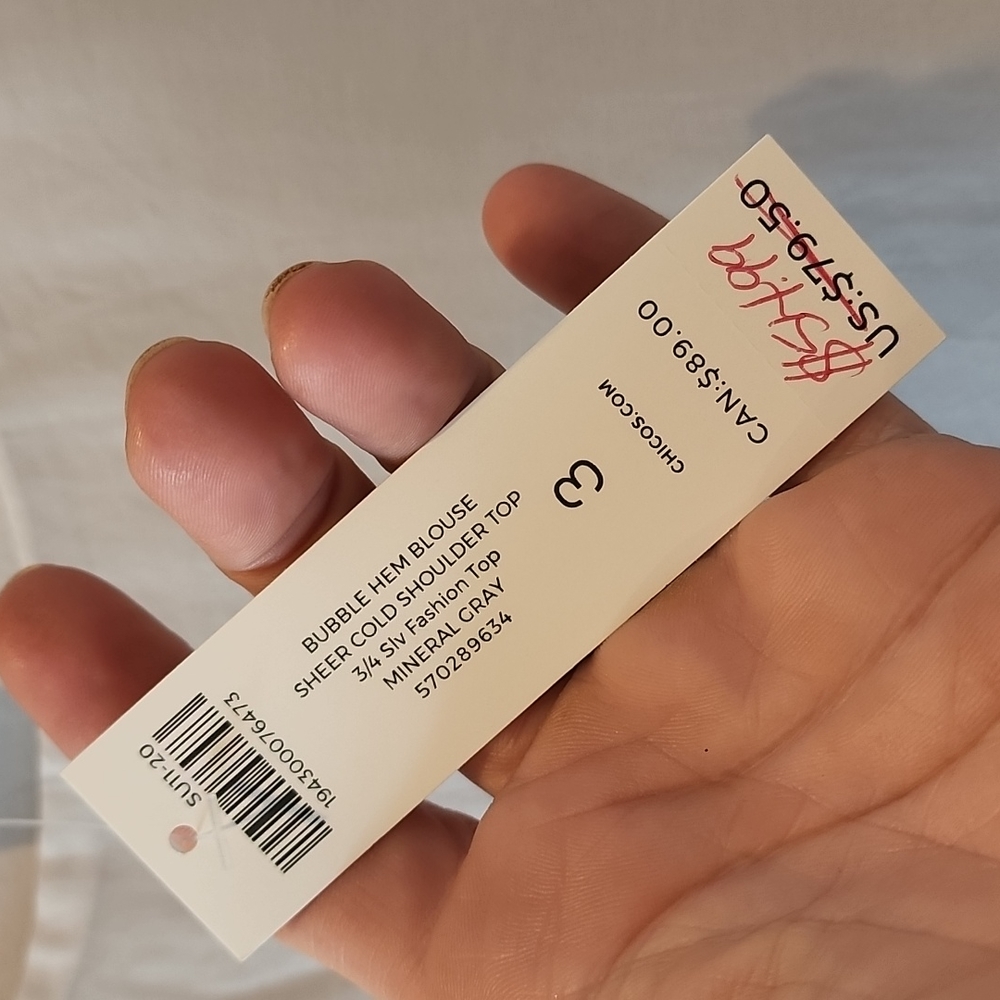 SU11-20
194300076473
BUBBLE HEM BLOUSE
SHEER COLD SHOULDER TOP
3/4 Slv Fashion Top
MINERAL GRAY
570289634
3
CHICOS.COM
CAN:$89.00
$54.99
US:$79.50